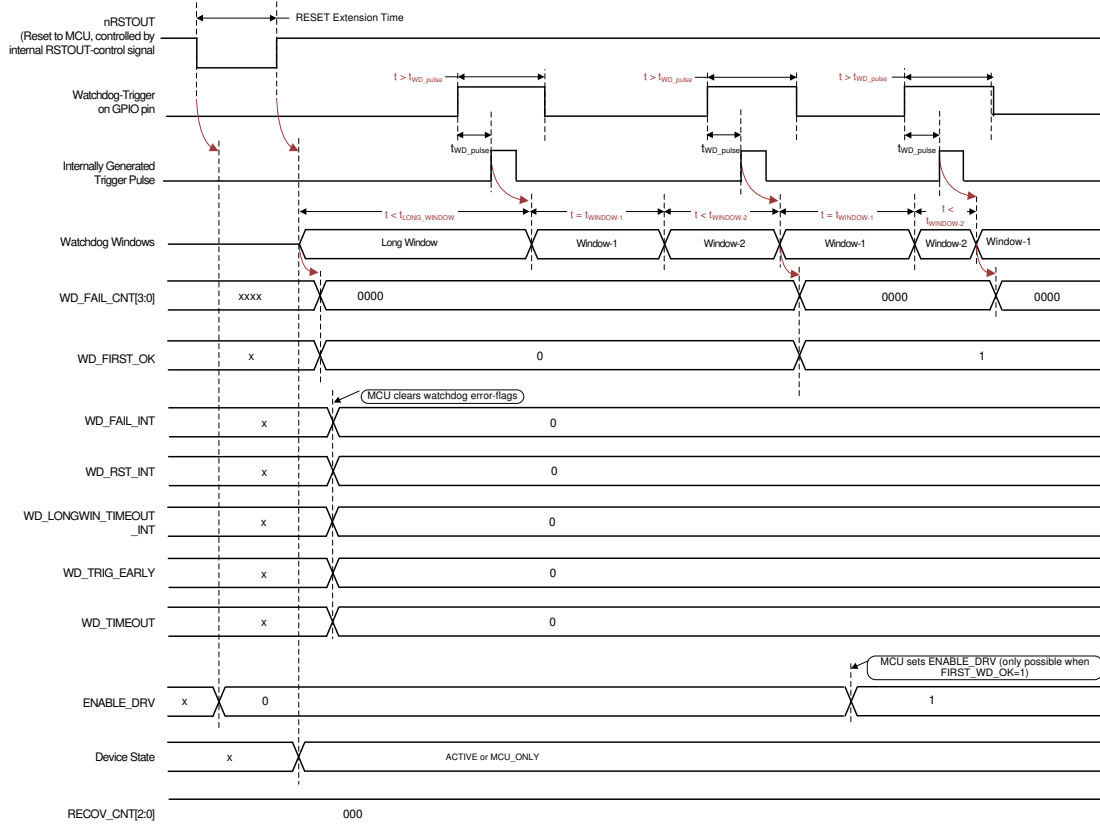 nRSTOUT
(Reset to MCU, controlled by
internal RSTOUT-control signal
RESET Extension Time
t > tWD_pulse
t > tWD_pulse
t > tWD_pulse
Watchdog-Trigger
on GPIO pin
tWD_pulse
tWD_pulse
tWD_pulse
Internally Generated
Trigger Pulse
t < tLONG_WINDOW
t = tWINDOW-1
t < tWINDOW-2
t = tWINDOW-1
t <
tWINDOW-2
Watchdog Windows
Long Window
Window-1
Window-2
Window-1
Window-2
Window-1
WD_FAIL_CNT[3:0]
xxxx
0000
0000
0000
WD_FIRST_OK
x
0
1
MCU clears watchdog error-flags
WD_FAIL_INT
x
0
WD_RST_INT
x
0
WD_LONGWIN_TIMEOUT
_INT
x
0
WD_TRIG_EARLY
x
0
WD_TIMEOUT
x
0
MCU sets ENABLE_DRV (only possible when
FIRST_WD_OK=1)
ENABLE_DRV
x
0
1
Device State
x
ACTIVE or MCU_ONLY
RECOV_CNT[2:0]
000